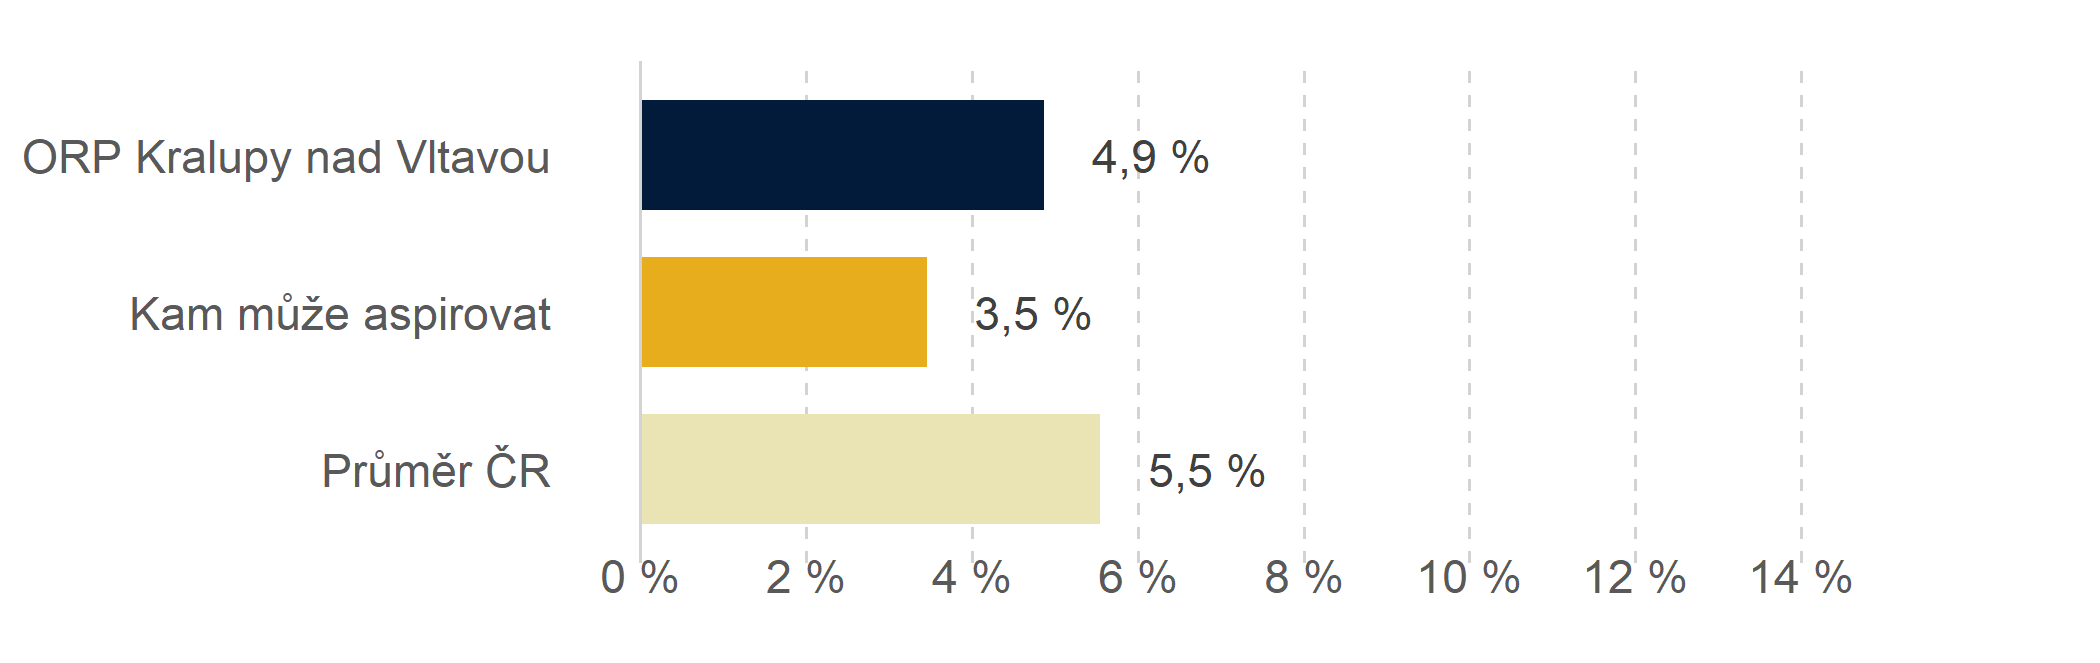 ORP Kralupy nad Vltavou 4,9 %
Kam může aspirovat 3,5 %
Průměr ČR 5,5 %
0 % 2 % 4 % 6 % 8 % 10 % 12 % 14 %